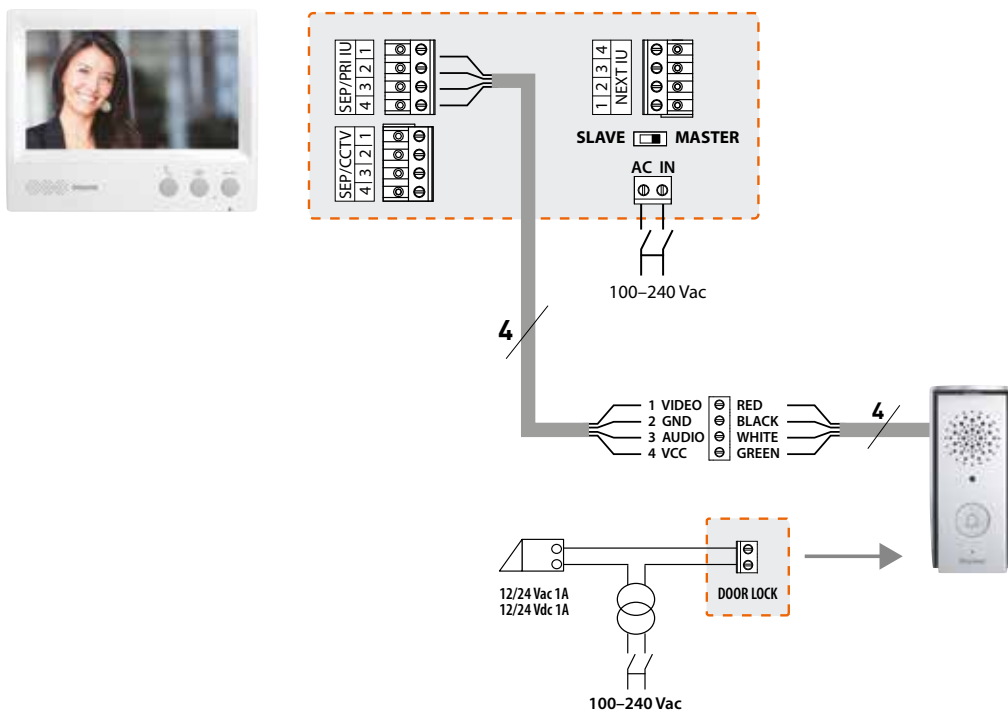 SEP/PRI IU
4 3 2 1
SEP/CCTV
4 3 2 1
1 2 3 4
NEXT IU
SLAVE MASTER
AC IN
100–240 Vac
4
1 VIDEO RED
2 GND BLACK
3 AUDIO WHITE
4 VCC GREEN
4
12/24 Vac 1A
12/24 Vdc 1A
DOOR LOCK
100–240 Vac